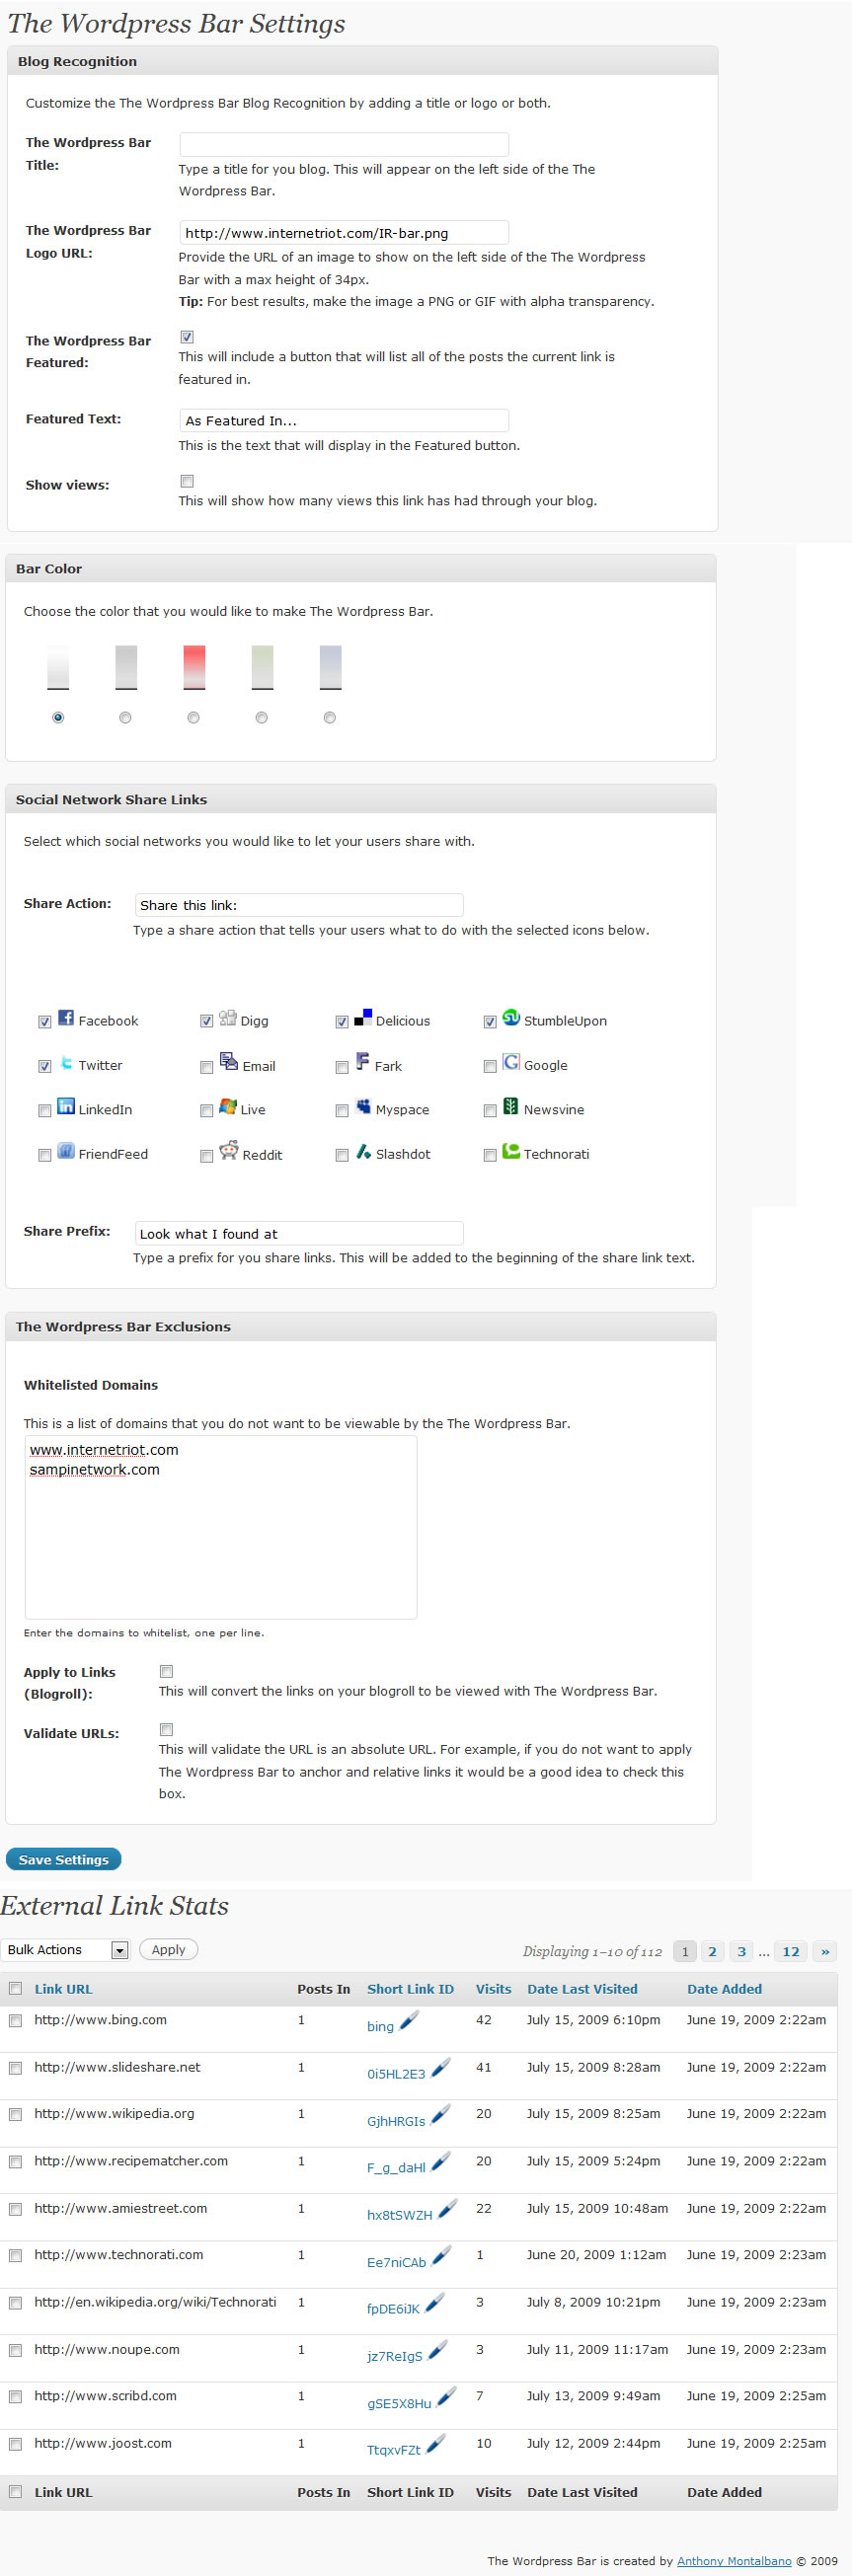 The Wordpress Bar Settings
Blog Recognition
Customize the The Wordpress Bar Blog Recognition by adding a title or logo or both.
The Wordpress Bar
Title:
Type a title for you blog. This will appear on the left side of the The
Wordpress Bar.
The Wordpress Bar
Logo URL:
http://www.internetriot.com/IR-bar.png
Provide the URL of an image to show on the left side of the The Wordpress
Bar with a max height of 34px.
Tip: For best results, make the image a PNG or GIF with alpha transparency.
The Wordpress Bar
Featured:
This will include a button that will list all of the posts the current link is
featured in.
Featured Text:
As Featured In...
This is the text that will display in the Featured button.
Show views:
This will show how many views this link has had through your blog.
Bar Color
Choose the color that you would like to make The Wordpress Bar.
Social Network Share Links
Select which social networks you would like to let your users share with.
Share Action:
Share this link:
Type a share action that tells your users what to do with the selected icons below.
Facebook Digg Delicious StumbleUpon
Twitter Email Fark Google
LinkedIn Live Myspace Newsvine
FriendFeed Reddit Slashdot Technorati
Share Prefix:
Look what I found at
Type a prefix for you share links. This will be added to the beginning of the share link text.
The Wordpress Bar Exclusions
Whitelisted Domains
This is a list of domains that you do not want to be viewable by the The Wordpress Bar.
www.internetriot.com
sampinetwork.com
Enter the domains to whitelist, one per line.
Apply to Links
(Blogroll):
This will convert the links on your blogroll to be viewed with The Wordpress Bar.
Validate URLs:
This will validate the URL is an absolute URL. For example, if you do not want to apply
The Wordpress Bar to anchor and relative links it would be a good idea to check this
box.
Save Settings
External Link Stats
Bulk Actions Apply Displaying 1–10 of 112 1 2 3 ... 12 »
Link URL Posts In Short Link ID Visits Date Last Visited Date Added
http://www.bing.com 1 bing 42 July 15, 2009 6:10pm June 19, 2009 2:22am
http://www.slideshare.net 1 0i5HL2E3 41 July 15, 2009 8:28am June 19, 2009 2:22am
http://www.wikipedia.org 1 GjhHRGIs 20 July 15, 2009 8:25am June 19, 2009 2:22am
http://www.recipematcher.com 1 F_g_daHl 20 July 15, 2009 5:24pm June 19, 2009 2:22am
http://www.amiestreet.com 1 hx8tSWZH 22 July 15, 2009 10:48am June 19, 2009 2:22am
http://www.technorati.com 1 Ee7niCAb 1 June 20, 2009 1:12am June 19, 2009 2:23am
http://en.wikipedia.org/wiki/Technorati 1 fpDE6iJK 3 July 8, 2009 10:21pm June 19, 2009 2:23am
http://www.noupe.com 1 jz7ReIgS 3 July 11, 2009 11:17am June 19, 2009 2:23am
http://www.scribd.com 1 gSE5X8Hu 7 July 13, 2009 9:49am June 19, 2009 2:25am
http://www.joost.com 1 TtqxvFZt 10 July 12, 2009 2:44pm June 19, 2009 2:25am
Link URL Posts In Short Link ID Visits Date Last Visited Date Added
The Wordpress Bar is created by Anthony Montalbano © 2009